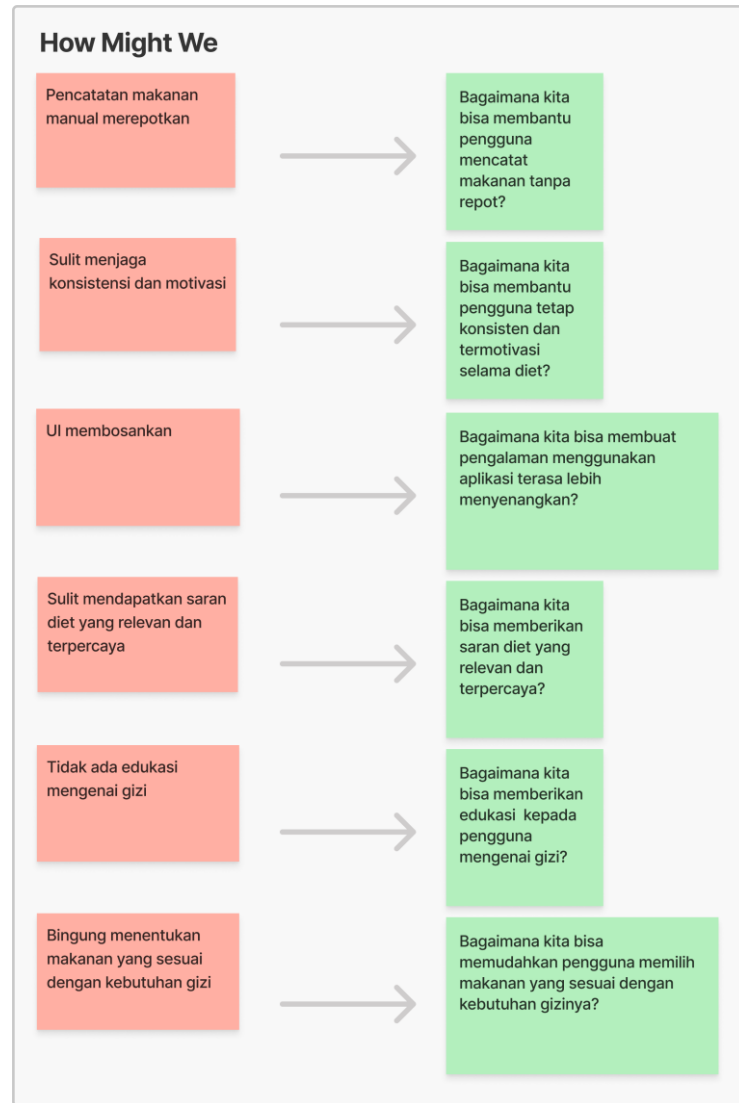 How Might We
Pencatatan makanan
manual merepotkan
Bagaimana kita
bisa membantu
pengguna
mencatat
makanan tanpa
repot?
Sulit menjaga
konsistensi dan motivasi
Bagaimana kita
bisa membantu
pengguna tetap
konsisten dan
termotivasi
selama diet?
UI membosankan
Bagaimana kita bisa membuat
pengalaman menggunakan
aplikasi terasa lebih
menyenangkan?
Sulit mendapatkan saran
diet yang relevan dan
terpercaya
Bagaimana kita
bisa memberikan
saran diet yang
relevan dan
terpercaya?
Tidak ada edukasi
mengenai gizi
Bagaimana kita
bisa memberikan
edukasi  kepada
pengguna
mengenai gizi?
Bingung menentukan
makanan yang sesuai
dengan kebutuhan gizi
Bagaimana kita bisa
memudahkan pengguna memilih
makanan yang sesuai dengan
kebutuhan gizinya?